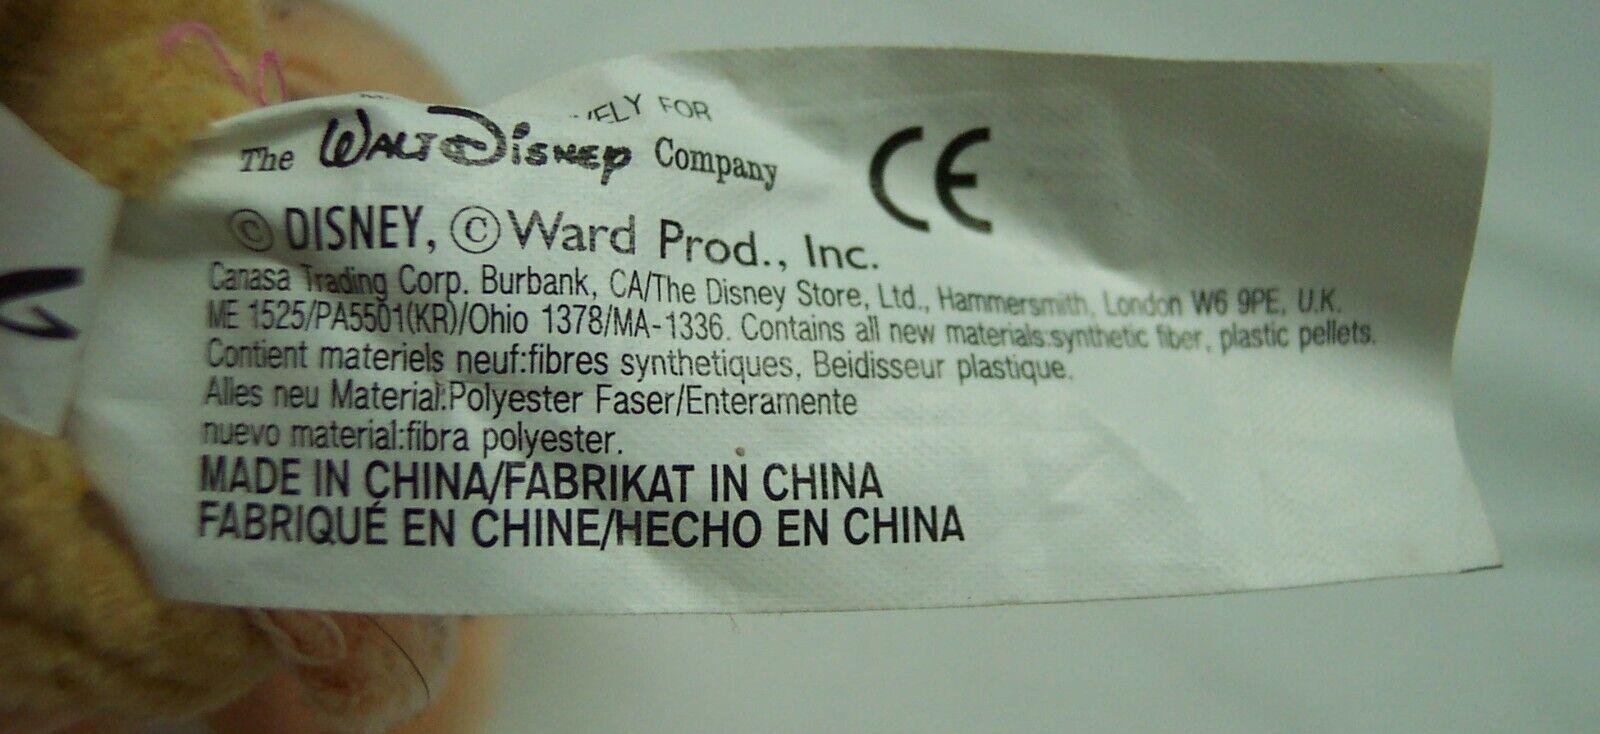 FOR
The WALT DISNEY Company CE
© DISNEY, © Ward Prod., Inc.
Canasa Trading Corp. Burbank, CA/The Disney Store, Ltd., Hammersmith, London W6 9PE, U.K.
ME 1525/PA5501(KR)/Ohio 1378/MA-1336. Contains all new materials:synthetic fiber, plastic pellets.
Contient materiels neuf:fibres synthetiques, Beidisseur plastique.
Alles neu Material:Polyester Faser/Enteramente
nuevo material:fibra polyester.
MADE IN CHINA/FABRIKAT IN CHINA
FABRIQUÉ EN CHINE/HECHO EN CHINA